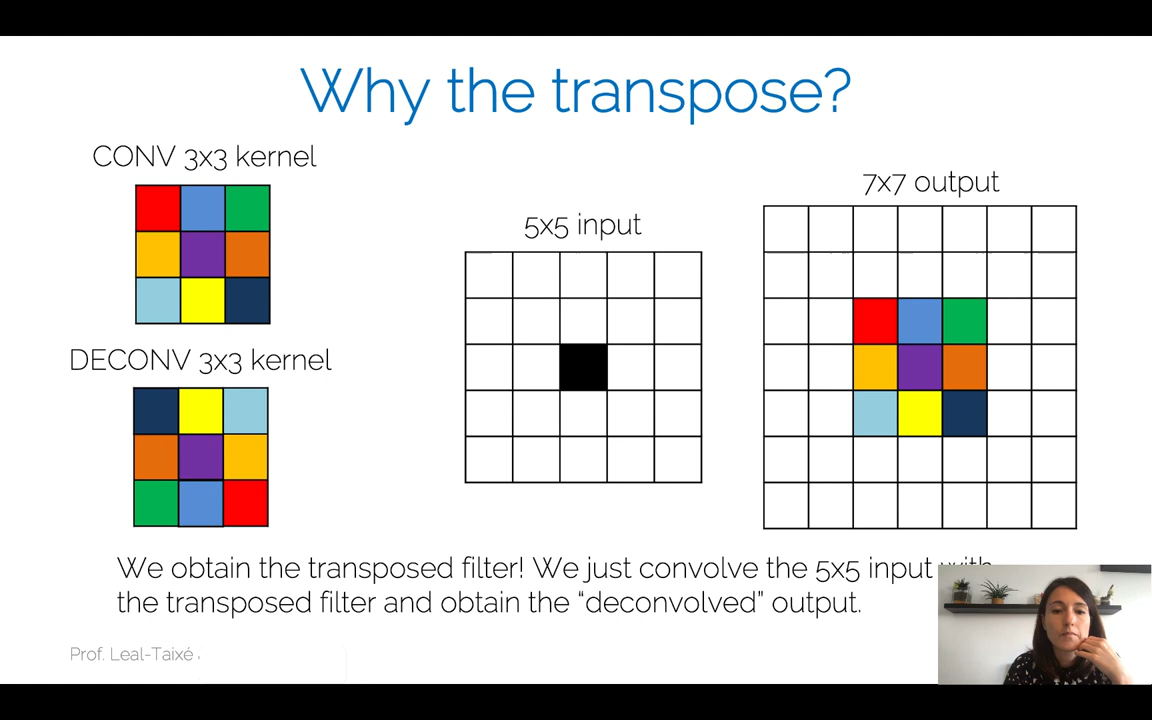 Why the transpose?
CONV 3x3 kernel
7x7 output
5x5 input
DECONV 3x3 kernel
We obtain the transposed filter! We just convolve the 5x5 input with
the transposed filter and obtain the “deconvolved” output.
Prof. Leal-Taixé